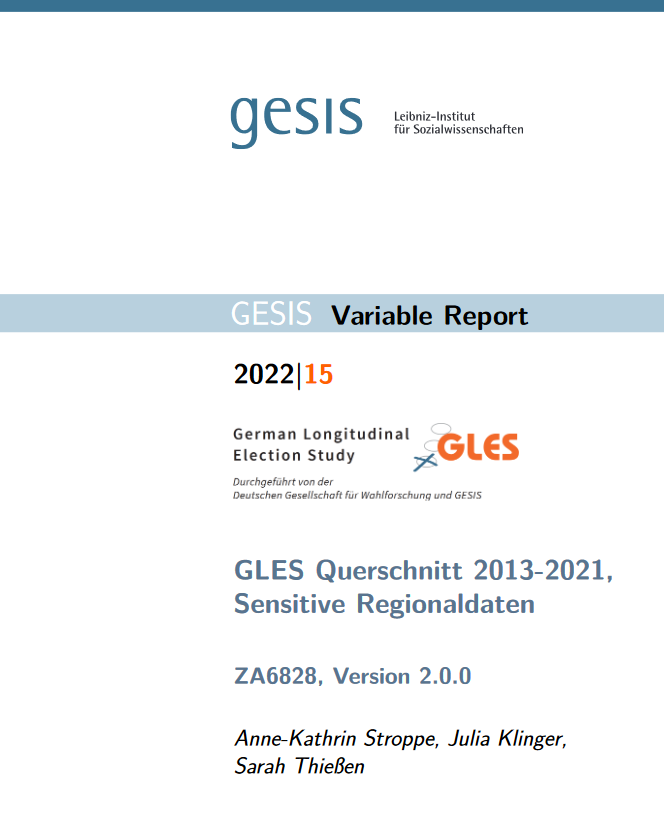 gesis
Leibniz-Institut
für Sozialwissenschaften
GESIS Variable Report
2022|15
German Longitudinal
Election Study
GLES
Durchgeführt von der
Deutschen Gesellschaft für Wahlforschung und GESIS
GLES Querschnitt 2013-2021,
Sensitive Regionaldaten
ZA6828, Version 2.0.0
Anne-Kathrin Stroppe, Julia Klinger,
Sarah Thießen